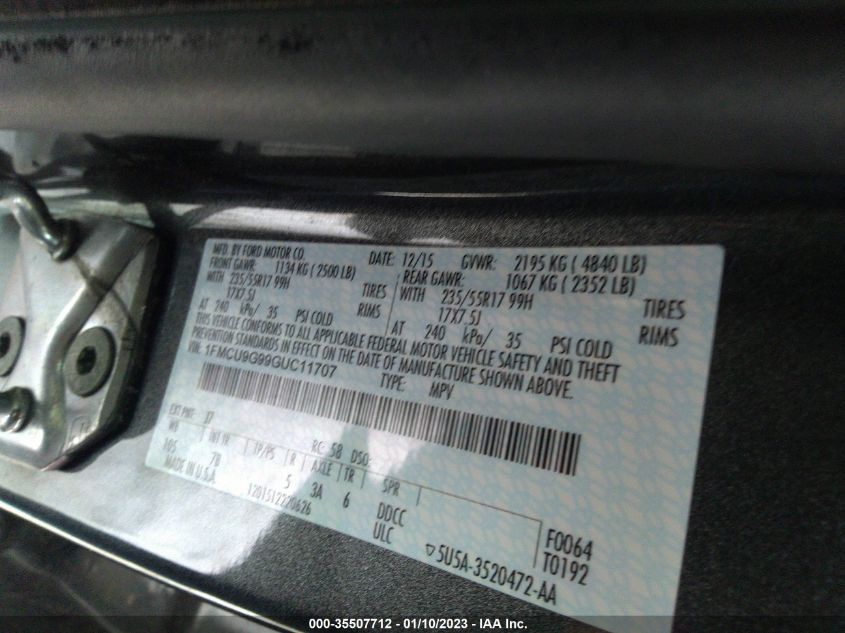 MFD. BY FORD MOTOR CO.
DATE: 12/15 GVWR: 2195 KG ( 4840 LB)
FRONT GAWR: 1134 KG ( 2500 LB) REAR GAWR: 1067 KG ( 2352 LB)
WITH 235/55R17 99H TIRES WITH 235/55R17 99H TIRES
17X7.5J RIMS 17X7.5J RIMS
AT 240 kPa/ 35 PSI COLD AT 240 kPa/ 35 PSI COLD
THIS VEHICLE CONFORMS TO ALL APPLICABLE FEDERAL MOTOR VEHICLE SAFETY AND THEFT
PREVENTION STANDARDS IN EFFECT ON THE DATE OF MANUFACTURE SHOWN ABOVE.
VIN: 1FMCU9G99GUC11707
TYPE: MPV
EXT PNT: J7 RC: 58 DSO:
WB INT TR TP/PS R AXLE TR SPR
105 7B 5 3A 6 DDCC
MADE IN U.S.A. ULC
1201512220626
F0064
T0192
5U5A-3520472-AA
000-35507712 - 01/10/2023 - IAA Inc.